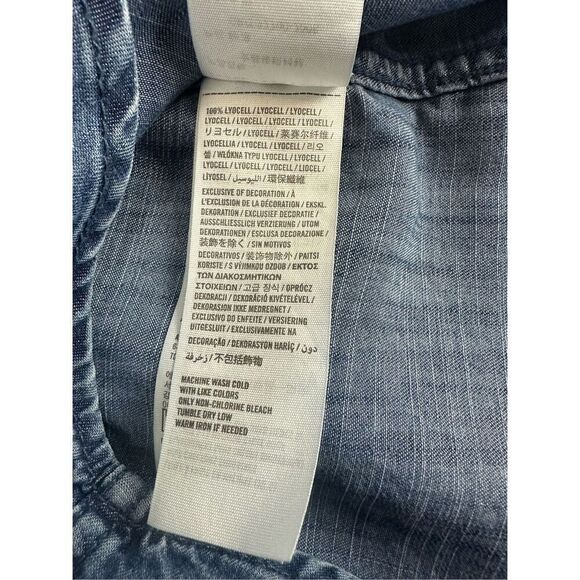 100% LYOCELL / LYOCELL / LYOCELL /
LYOCELL / LYOCELL / LYOCELL /
リヨセル / LYOCELL / 莱赛尔纤维 /
LYOCELLIA / LYOCELL / LYOCELL / 리오
셀 / WŁÓKNA TYPU LYOCELL / LYOCELL /
LYOCELL / LYOCELL / LYOCELL / LIOCEL /
LİYOSEL / الليوسيل / 環保纖維
EXCLUSIVE OF DECORATION / À
L'EXCLUSION DE LA DÉCORATION / EKSKL.
DEKORATION / EXCLUSIEF DECORATIE /
AUSSCHLIESSLICH VERZIERUNG / UTOM
DEKORATIONEN / ESCLUSA DECORAZIONE /
装飾を除く / SIN MOTIVOS
DECORATIVOS / 装饰物除外 / PAITSI
KORISTE / S VÝHIMKOU OZDOB / ΕΚΤΟΣ
ΤΩΝ ΔΙΑΚΟΣΜΗΤΙΚΩΝ
ΣΤΟΙΧΕΙΩΝ / 고급 장식 / OPRÓCZ
DEKORACJI / DEKORÁCIÓ KIVÉTELÉVEL /
DEKORASJON IKKE MEDREGNET /
EXCLUSIVO DO ENFEITE / VERSIERING
UITGESLUIT / EXCLUSIVAMENTE NA
DECORAÇÃO / DEKORASYON HARİÇ / دون
زخرفة / 不包括飾物
MACHINE WASH COLD
WITH LIKE COLORS
ONLY NON-CHLORINE BLEACH
TUMBLE DRY LOW
WARM IRON IF NEEDED